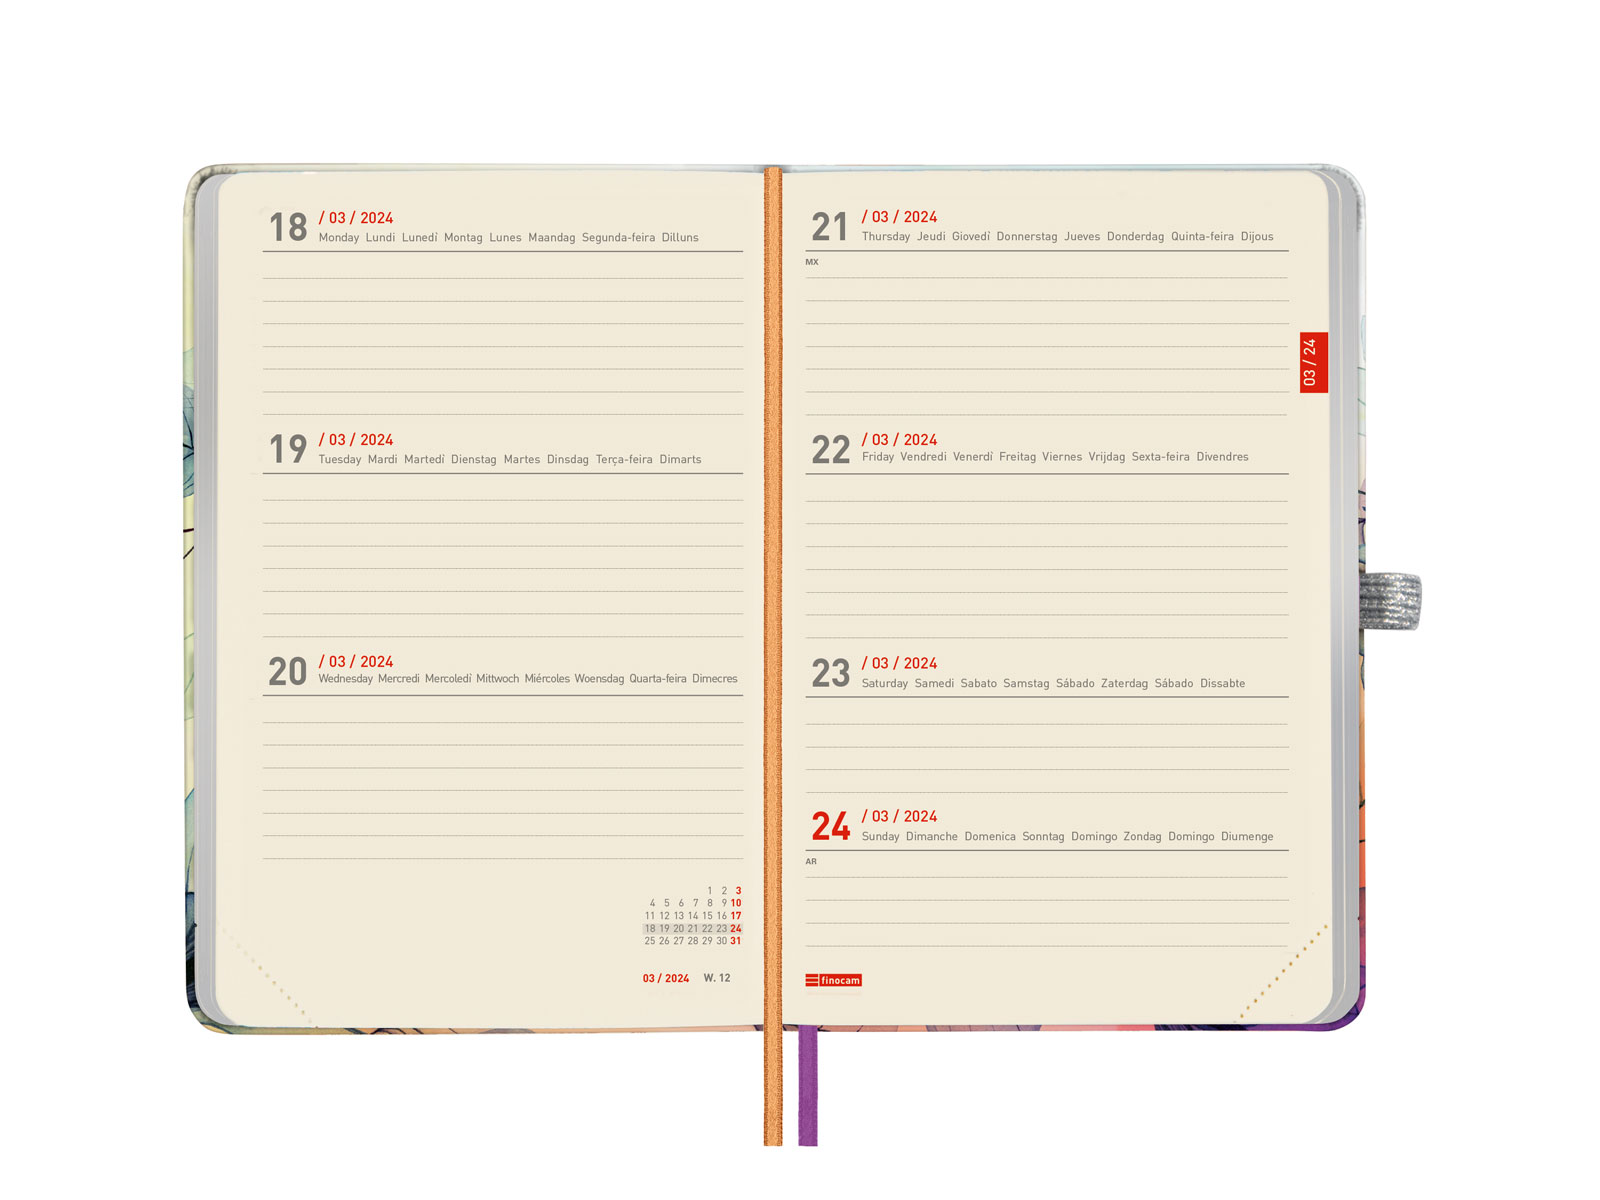 18 / 03 / 2024
Monday Lundi Lunedì Montag Lunes Maandag Segunda-feira Dilluns
19 / 03 / 2024
Tuesday Mardi Martedì Dienstag Martes Dinsdag Terça-feira Dimarts
20 / 03 / 2024
Wednesday Mercredi Mercoledì Mittwoch Miércoles Woensdag Quarta-feira Dimecres
1 2 3
4 5 6 7 8 9 10
11 12 13 14 15 16 17
18 19 20 21 22 23 24
25 26 27 28 29 30 31
03 / 2024 W. 12
21 / 03 / 2024
Thursday Jeudi Giovedì Donnerstag Jueves Donderdag Quinta-feira Dijous
MX
03 / 24
22 / 03 / 2024
Friday Vendredi Venerdì Freitag Viernes Vrijdag Sexta-feira Divendres
23 / 03 / 2024
Saturday Samedi Sabato Samstag Sábado Zaterdag Sábado Dissabte
24 / 03 / 2024
Sunday Dimanche Domenica Sonntag Domingo Zondag Domingo Diumenge
AR
finocam